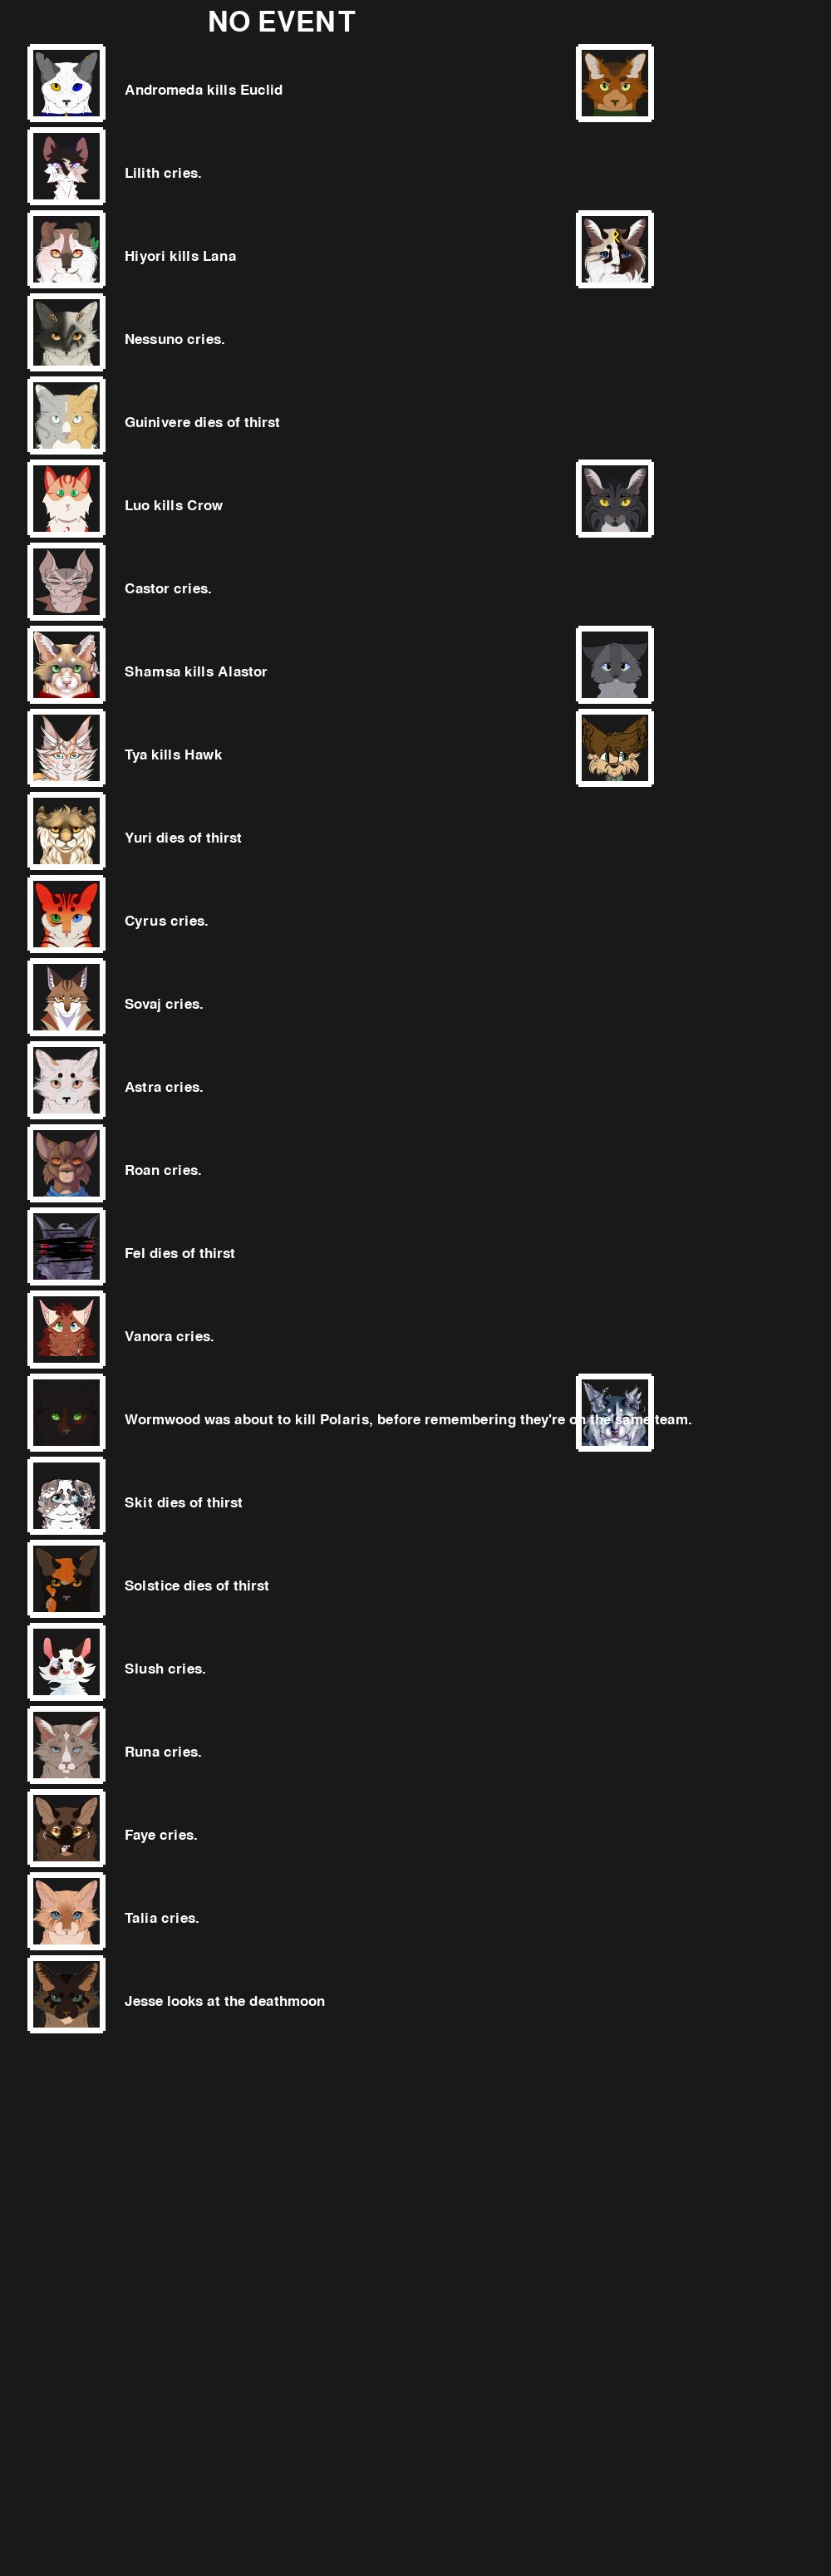 NO EVENT
Andromeda kills Euclid
Lilith cries.
Hiyori kills Lana
Nessuno cries.
Guinivere dies of thirst
Luo kills Crow
Castor cries.
Shamsa kills Alastor
Tya kills Hawk
Yuri dies of thirst
Cyrus cries.
Sovaj cries.
Astra cries.
Roan cries.
Fel dies of thirst
Vanora cries.
Wormwood was about to kill Polaris, before remembering they're on the same team.
Skit dies of thirst
Solstice dies of thirst
Slush cries.
Runa cries.
Faye cries.
Talia cries.
Jesse looks at the deathmoon